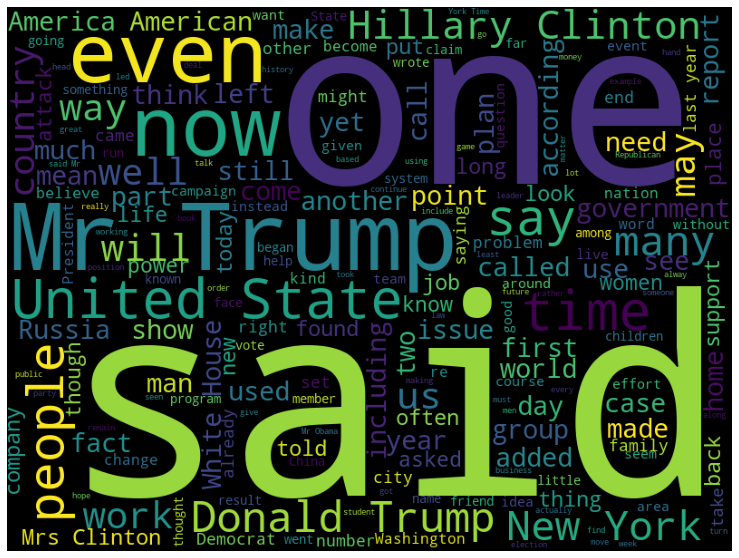 America American Hillary Clinton
want State York Time
going other become make put claim go far event hand
head led deal wrote
even one
something history money example
country attack way think left might call plan question according report last year
great yet given end
now may need
came said Mr run talk based using game matter Republican lot place
much mean well still long
believe campaign system come another point look nation
part life instead continue leader
President really book saying government
Mr Trump say many
will today began include problem word without among
working known help kind team called use see live
power job least women
position order face took around rather future always someone
United State know time support
Russia show right found issue good law children
though vote new first
public man White House including two re world course effort every
party used set making day must men along home
seen program member often us case
remain give Mr Obama told year added group made family seem
people fact already asked back
company change china city little thing
hope result got name friend idea area business actually take
thought student
work Donald Trump New York turn
Mrs Clinton Democrat went number Washington find move week
election
said